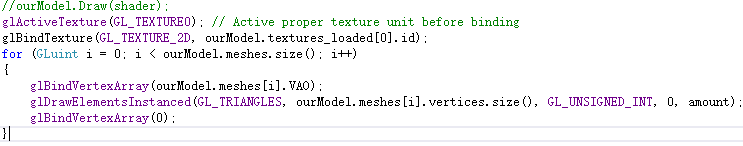 //ourModel.Draw(shader);
glActiveTexture(GL_TEXTURE0); // Active proper texture unit before binding
glBindTexture(GL_TEXTURE_2D, ourModel.textures_loaded[0].id);
for (GLuint i = 0; i < ourModel.meshes.size(); i++)
{
    glBindVertexArray(ourModel.meshes[i].VAO);
    glDrawElementsInstanced(GL_TRIANGLES, ourModel.meshes[i].vertices.size(), GL_UNSIGNED_INT, 0, amount);
    glBindVertexArray(0);
}